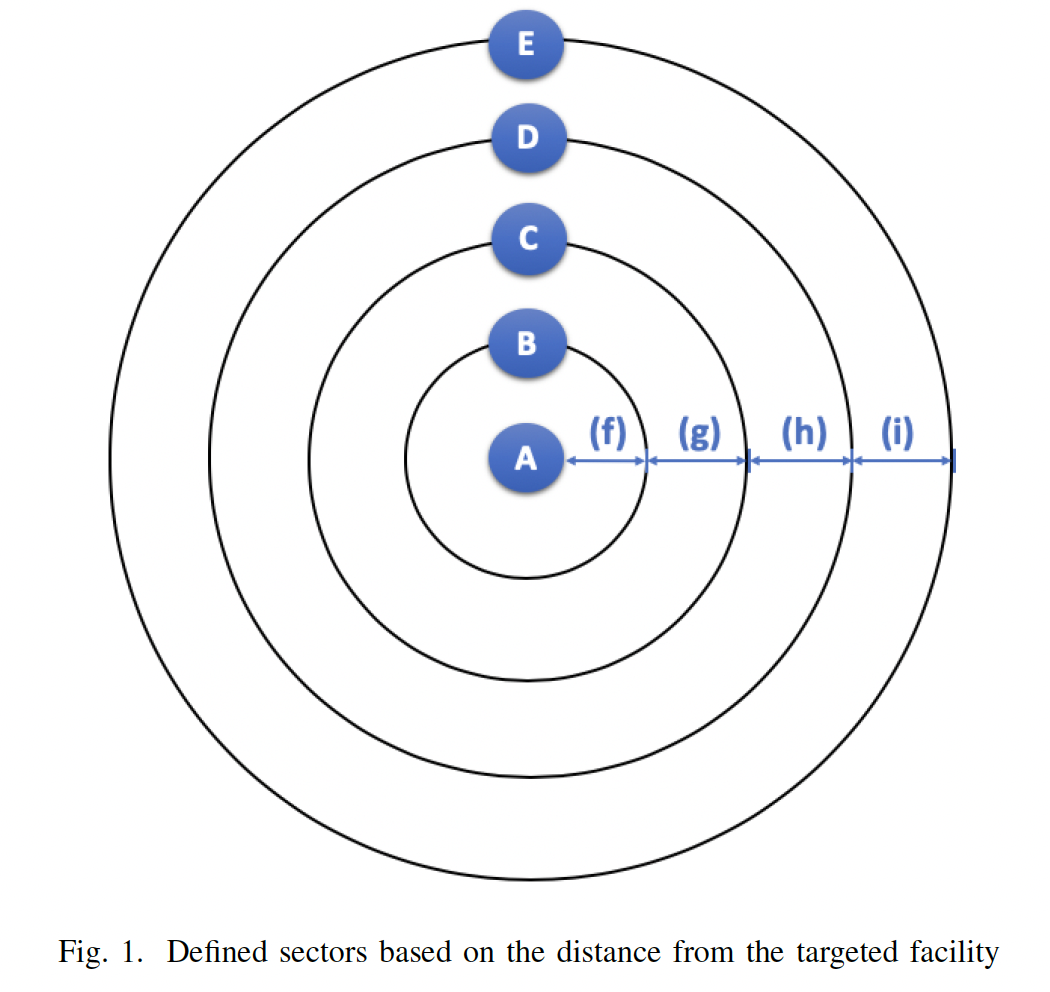 E
D
C
B
(f) (g) (h) (i)
A
Fig. 1. Defined sectors based on the distance from the targeted facility